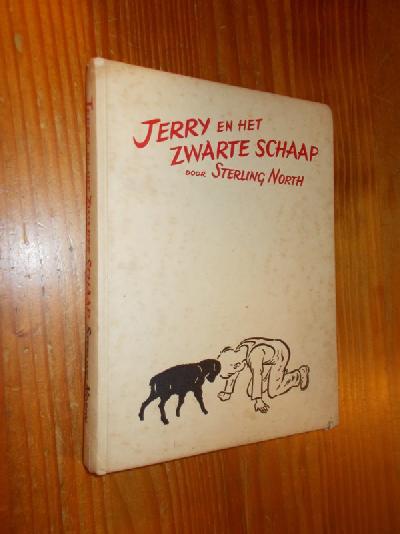 JERRY EN HET
ZWARTE SCHAAP
DOOR STERLING NORTH